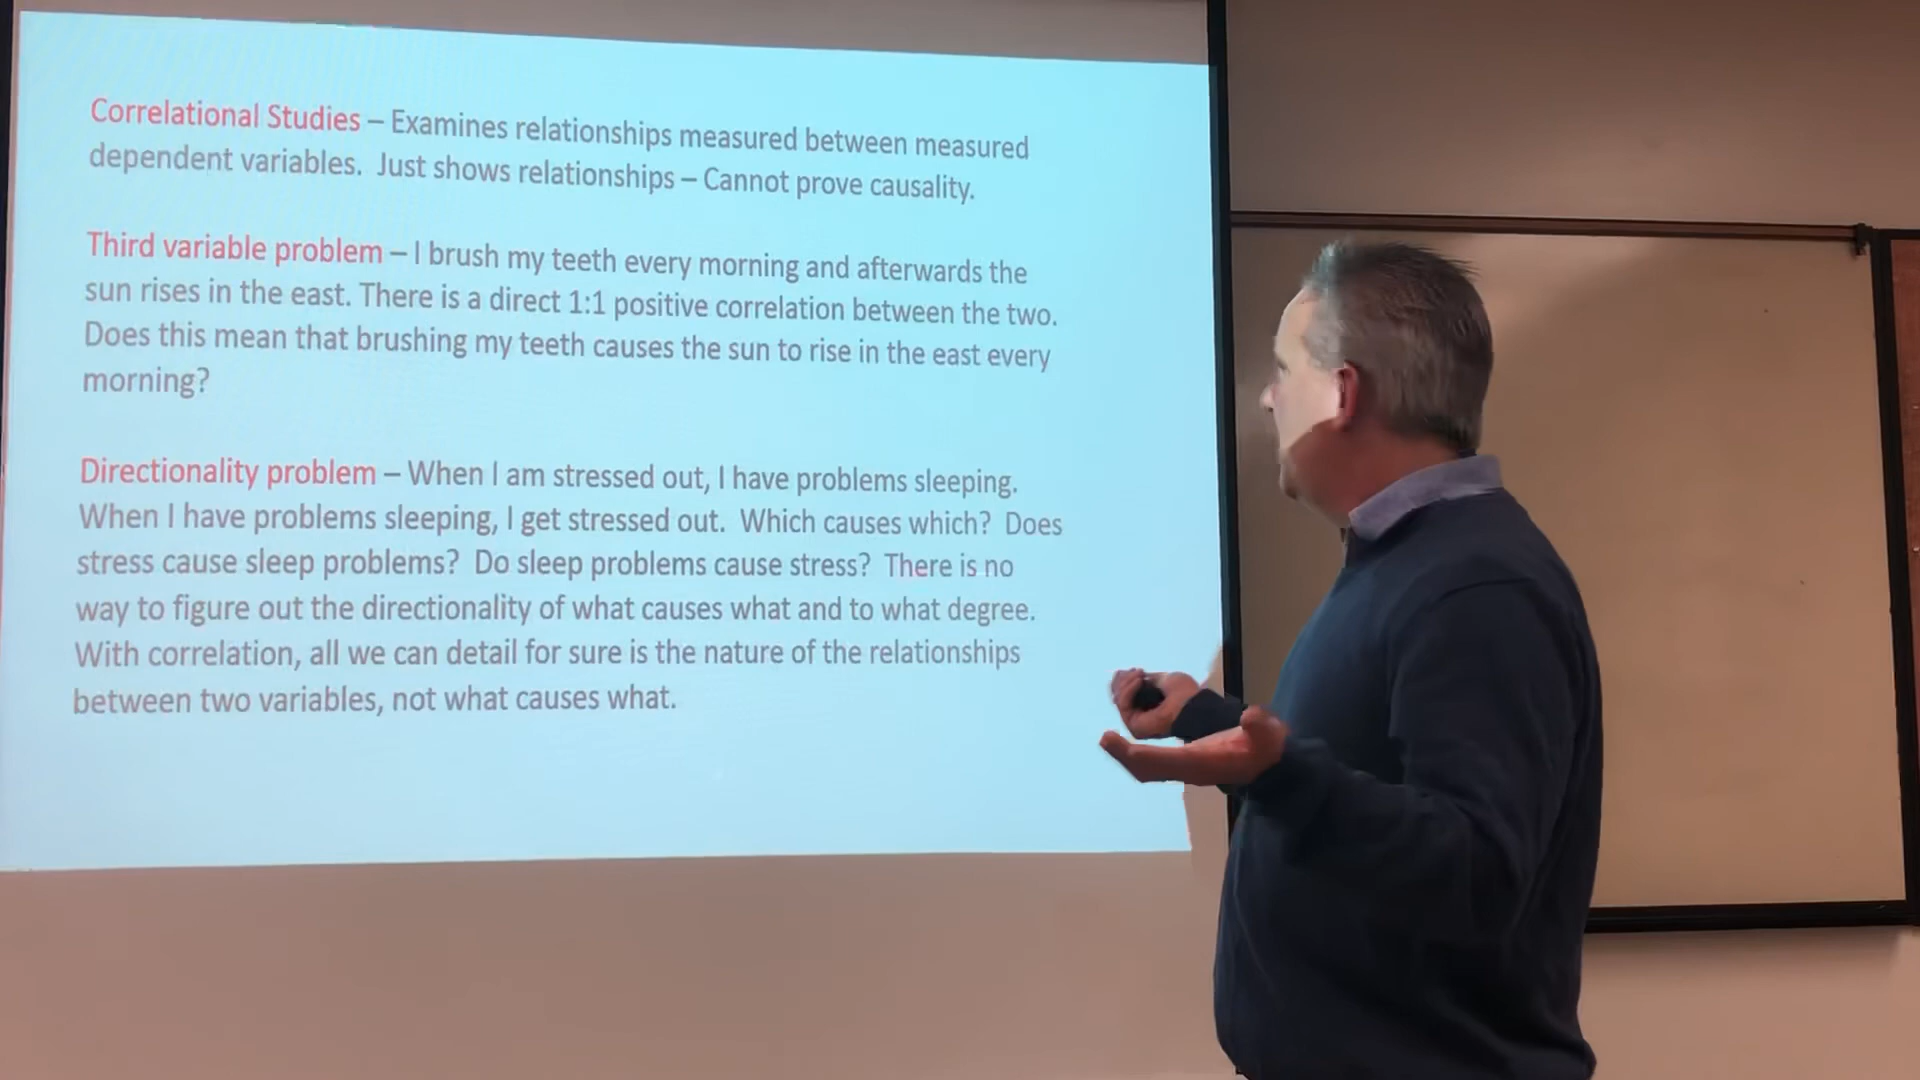 Correlational Studies – Examines relationships measured between measured
dependent variables.  Just shows relationships – Cannot prove causality.
Third variable problem – I brush my teeth every morning and afterwards the
sun rises in the east. There is a direct 1:1 positive correlation between the two.
Does this mean that brushing my teeth causes the sun to rise in the east every
morning?
Directionality problem – When I am stressed out, I have problems sleeping.
When I have problems sleeping, I get stressed out.  Which causes which?  Does
stress cause sleep problems?  Do sleep problems cause stress?  There is no
way to figure out the directionality of what causes what and to what degree.
With correlation, all we can detail for sure is the nature of the relationships
between two variables, not what causes what.